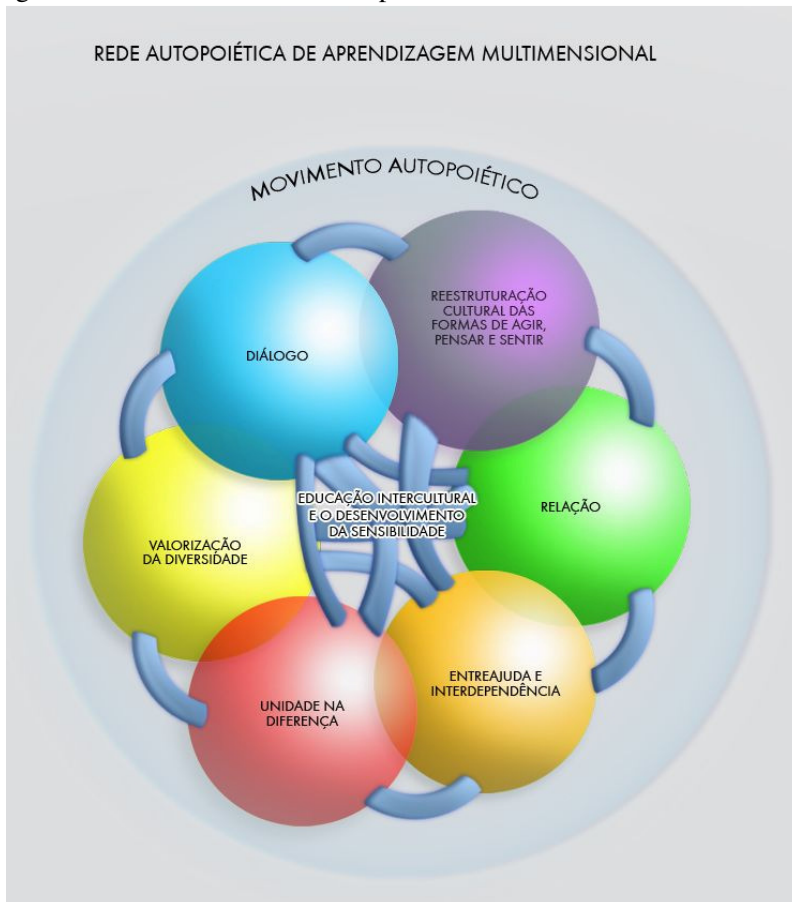 REDE AUTOPOIÉTICA DE APRENDIZAGEM MULTIMENSIONAL
MOVIMENTO AUTOPOIÉTICO
REESTRUTURAÇÃO
CULTURAL DAS
FORMAS DE AGIR,
PENSAR E SENTIR
DIÁLOGO
EDUCAÇÃO INTERCULTURAL
E O DESENVOLVIMENTO
DA SENSIBILIDADE
RELAÇÃO
VALORIZAÇÃO
DA DIVERSIDADE
ENTREAJUDA E
INTERDEPENDÊNCIA
UNIDADE NA
DIFERENÇA